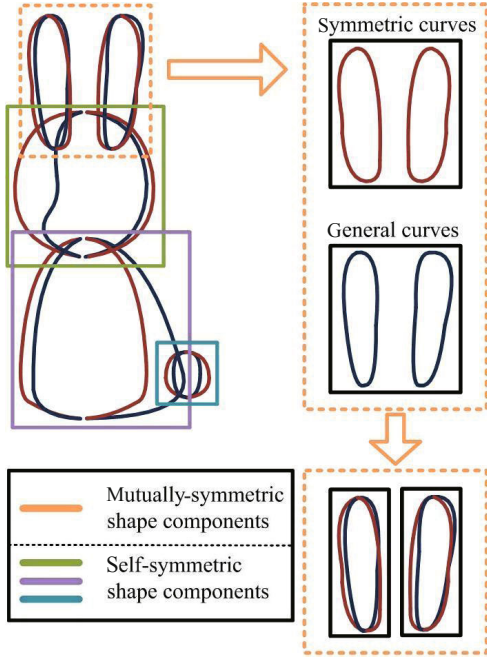 Symmetric curves
General curves
Mutually-symmetric
shape components
Self-symmetric
shape components